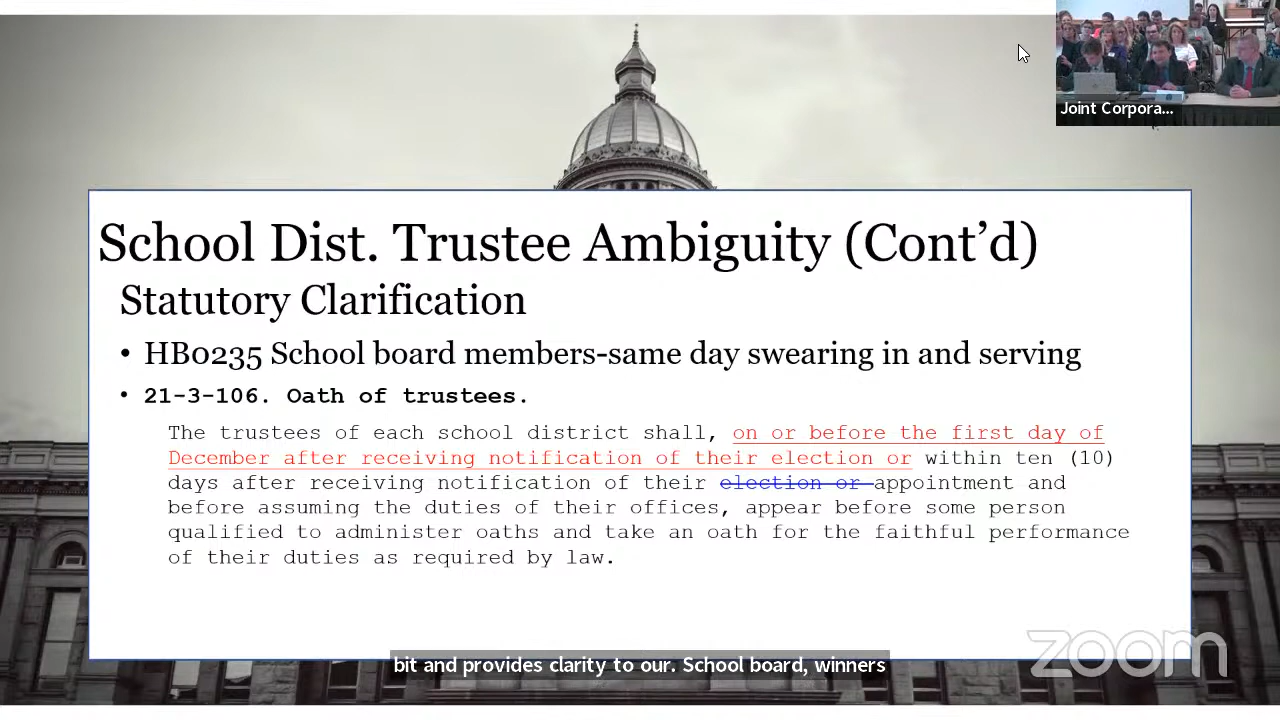 Joint Corpora...
School Dist. Trustee Ambiguity (Cont’d)
Statutory Clarification
• HB0235 School board members-same day swearing in and serving
• 21-3-106. Oath of trustees.
The trustees of each school district shall, on or before the first day of
December after receiving notification of their election or within ten (10)
days after receiving notification of their election or appointment and
before assuming the duties of their offices, appear before some person
qualified to administer oaths and take an oath for the faithful performance
of their duties as required by law.
zoom
bit and provides clarity to our. School board, winners